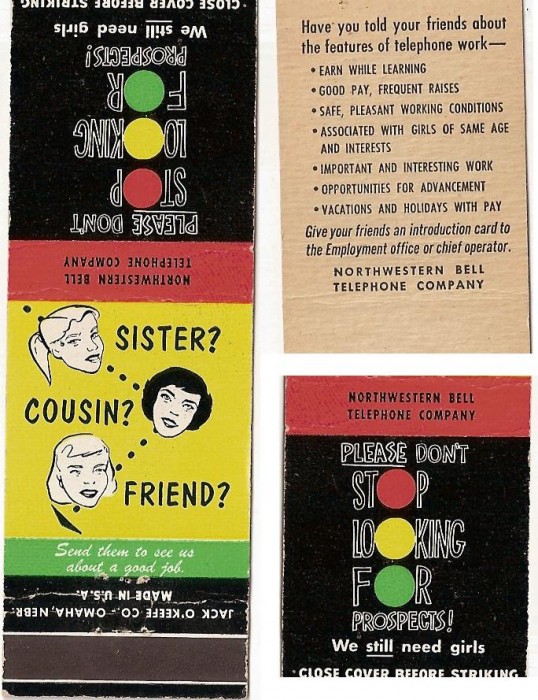 CLOSE COVER BEFORE STRIKING
We still need girls
PROSPECTS!
FOR
LOOKING
STOP
PLEASE DON'T
NORTHWESTERN BELL
TELEPHONE COMPANY
SISTER?
COUSIN?
FRIEND?
Send them to see us
about a good job.
JACK O'KEEFE CO. - OMAHA, NEBR.
MADE IN U.S.A.
Have you told your friends about
the features of telephone work—
• EARN WHILE LEARNING
• GOOD PAY, FREQUENT RAISES
• SAFE, PLEASANT WORKING CONDITIONS
• ASSOCIATED WITH GIRLS OF SAME AGE
AND INTERESTS
• IMPORTANT AND INTERESTING WORK
• OPPORTUNITIES FOR ADVANCEMENT
• VACATIONS AND HOLIDAYS WITH PAY
Give your friends an introduction card to
the Employment office or chief operator.
NORTHWESTERN BELL
TELEPHONE COMPANY
NORTHWESTERN BELL
TELEPHONE COMPANY
PLEASE DON'T
STOP
LOOKING
FOR
PROSPECTS!
We still need girls
CLOSE COVER BEFORE STRIKING